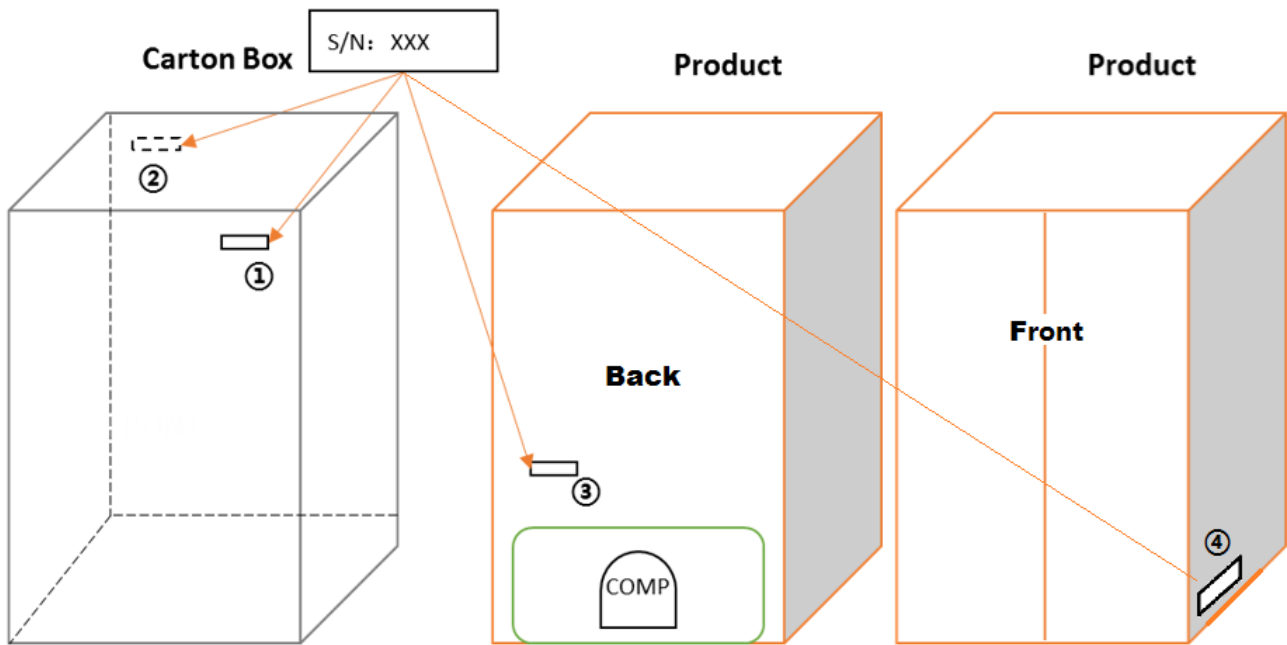 S/N: XXX
Carton Box
Product
Product
②
①
Front
Back
③
④
COMP